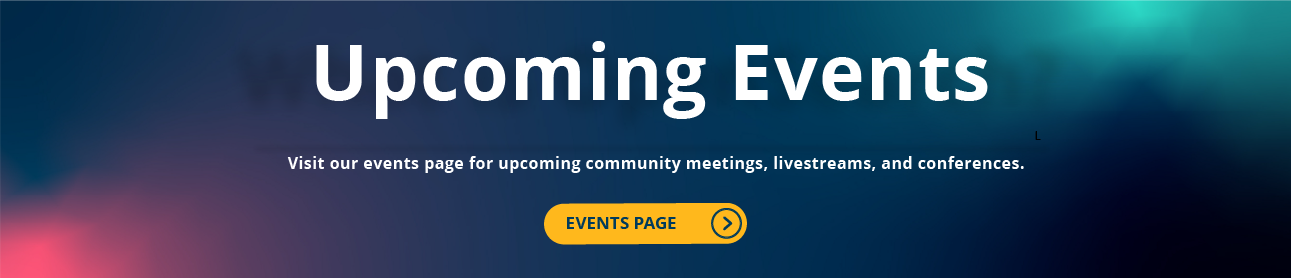 Upcoming Events
L
Visit our events page for upcoming community meetings, livestreams, and conferences.
EVENTS PAGE